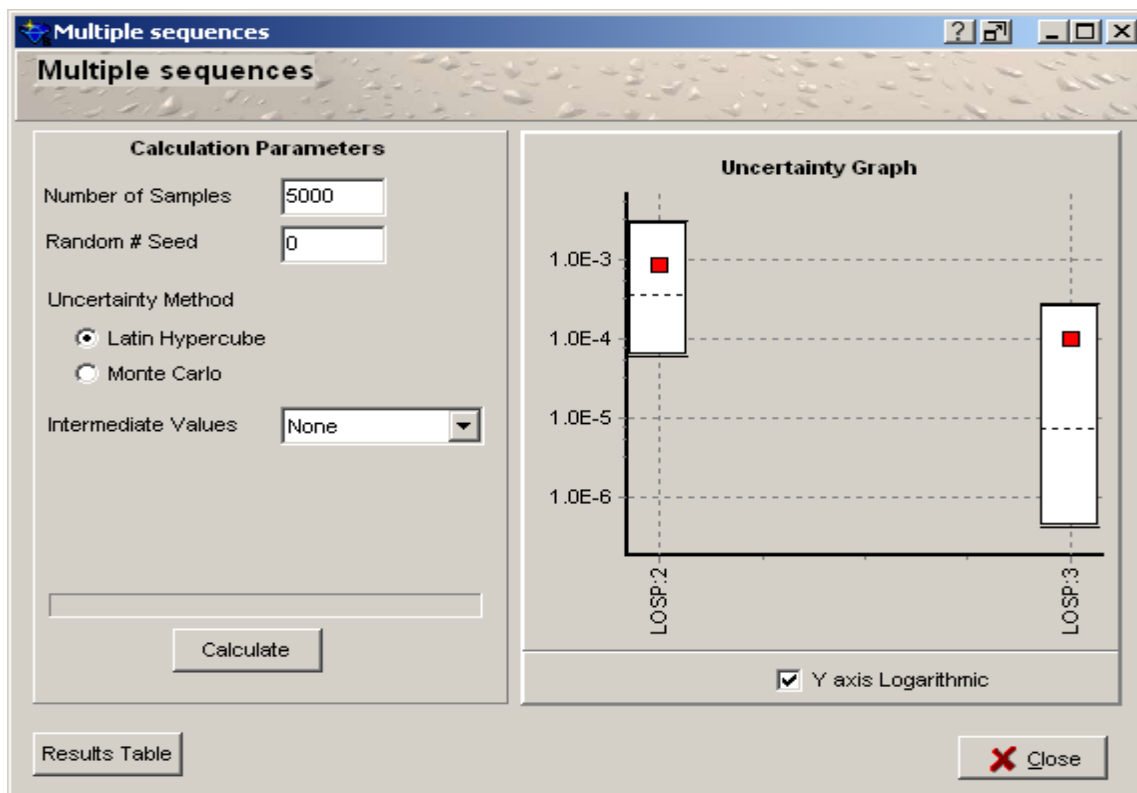 Multiple sequences
Multiple sequences
Calculation Parameters
Number of Samples 5000
Random # Seed 0
Uncertainty Method
Latin Hypercube
Monte Carlo
Intermediate Values None
Calculate
Uncertainty Graph
1.0E-3
1.0E-4
1.0E-5
1.0E-6
LOSP:2
LOSP:3
Y axis Logarithmic
Results Table
Close